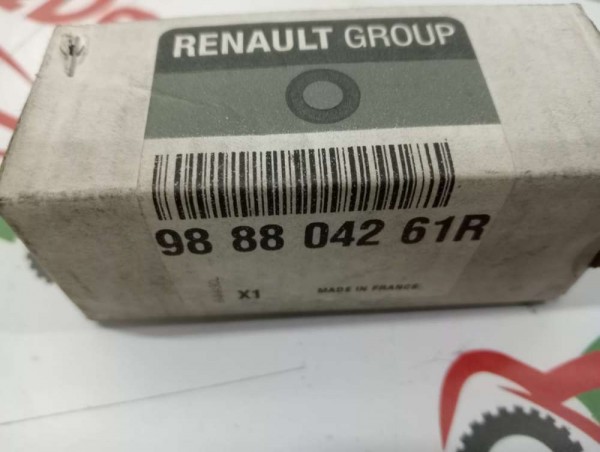 RENAULT GROUP
98 88 042 61R
X1 MADE IN FRANCE